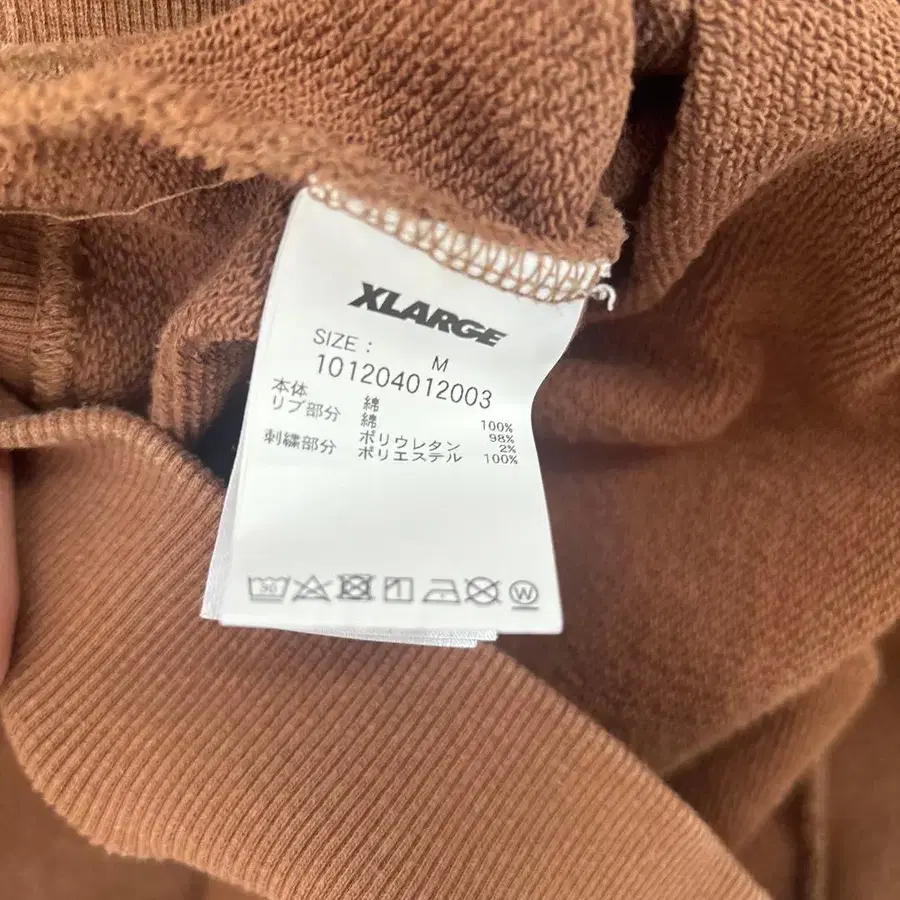 XLARGE
SIZE : M
101204012003
本体 綿 100%
リブ部分 綿 98%
ポリウレタン 2%
刺繍部分 ポリエステル 100%
W